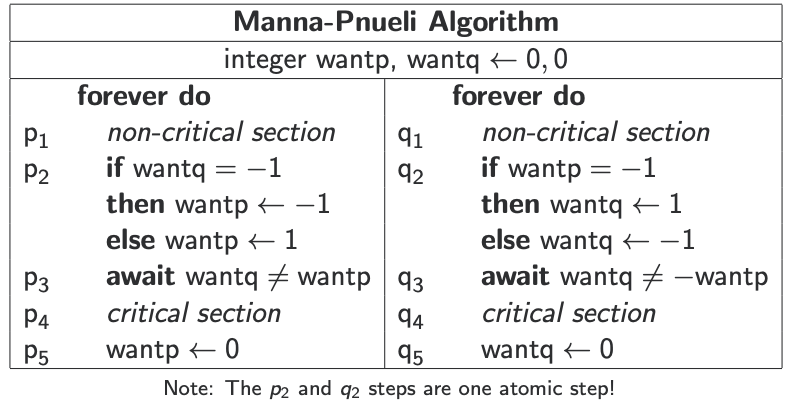 Manna-Pnueli Algorithm
integer wantp, wantq ← 0, 0
forever do
p₁ non-critical section
p₂ if wantq = −1
then wantp ← −1
else wantp ← 1
p₃ await wantq ≠ wantp
p₄ critical section
p₅ wantp ← 0
forever do
q₁ non-critical section
q₂ if wantp = −1
then wantq ← 1
else wantq ← −1
q₃ await wantq ≠ −wantp
q₄ critical section
q₅ wantq ← 0
Note: The p₂ and q₂ steps are one atomic step!